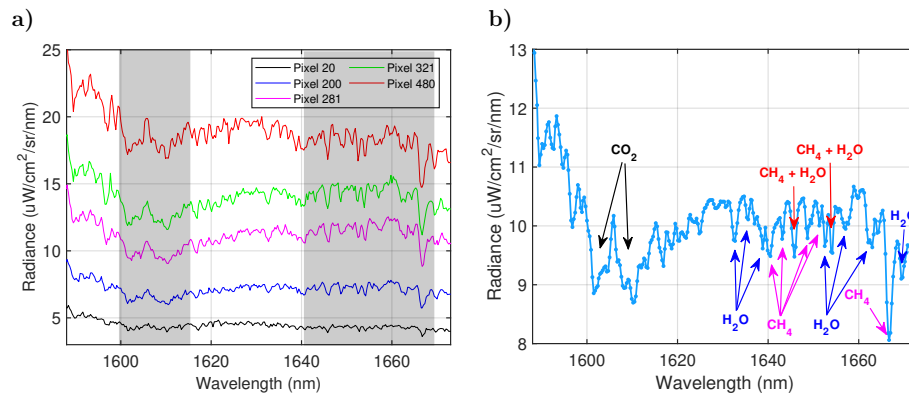 a)
25
20
15
10
5
1600
1620
1640
1660
Wavelength (nm)
Radiance (uW/cm²/sr/nm)
Pixel 20
Pixel 200
Pixel 281
Pixel 321
Pixel 480
b)
13
12
11
10
9
8
1600
1620
1640
1660
Wavelength (nm)
Radiance (uW/cm²/sr/nm)
CO₂
CH₄ + H₂O
CH₄ + H₂O
H₂O
CH₄
H₂O
CH₄